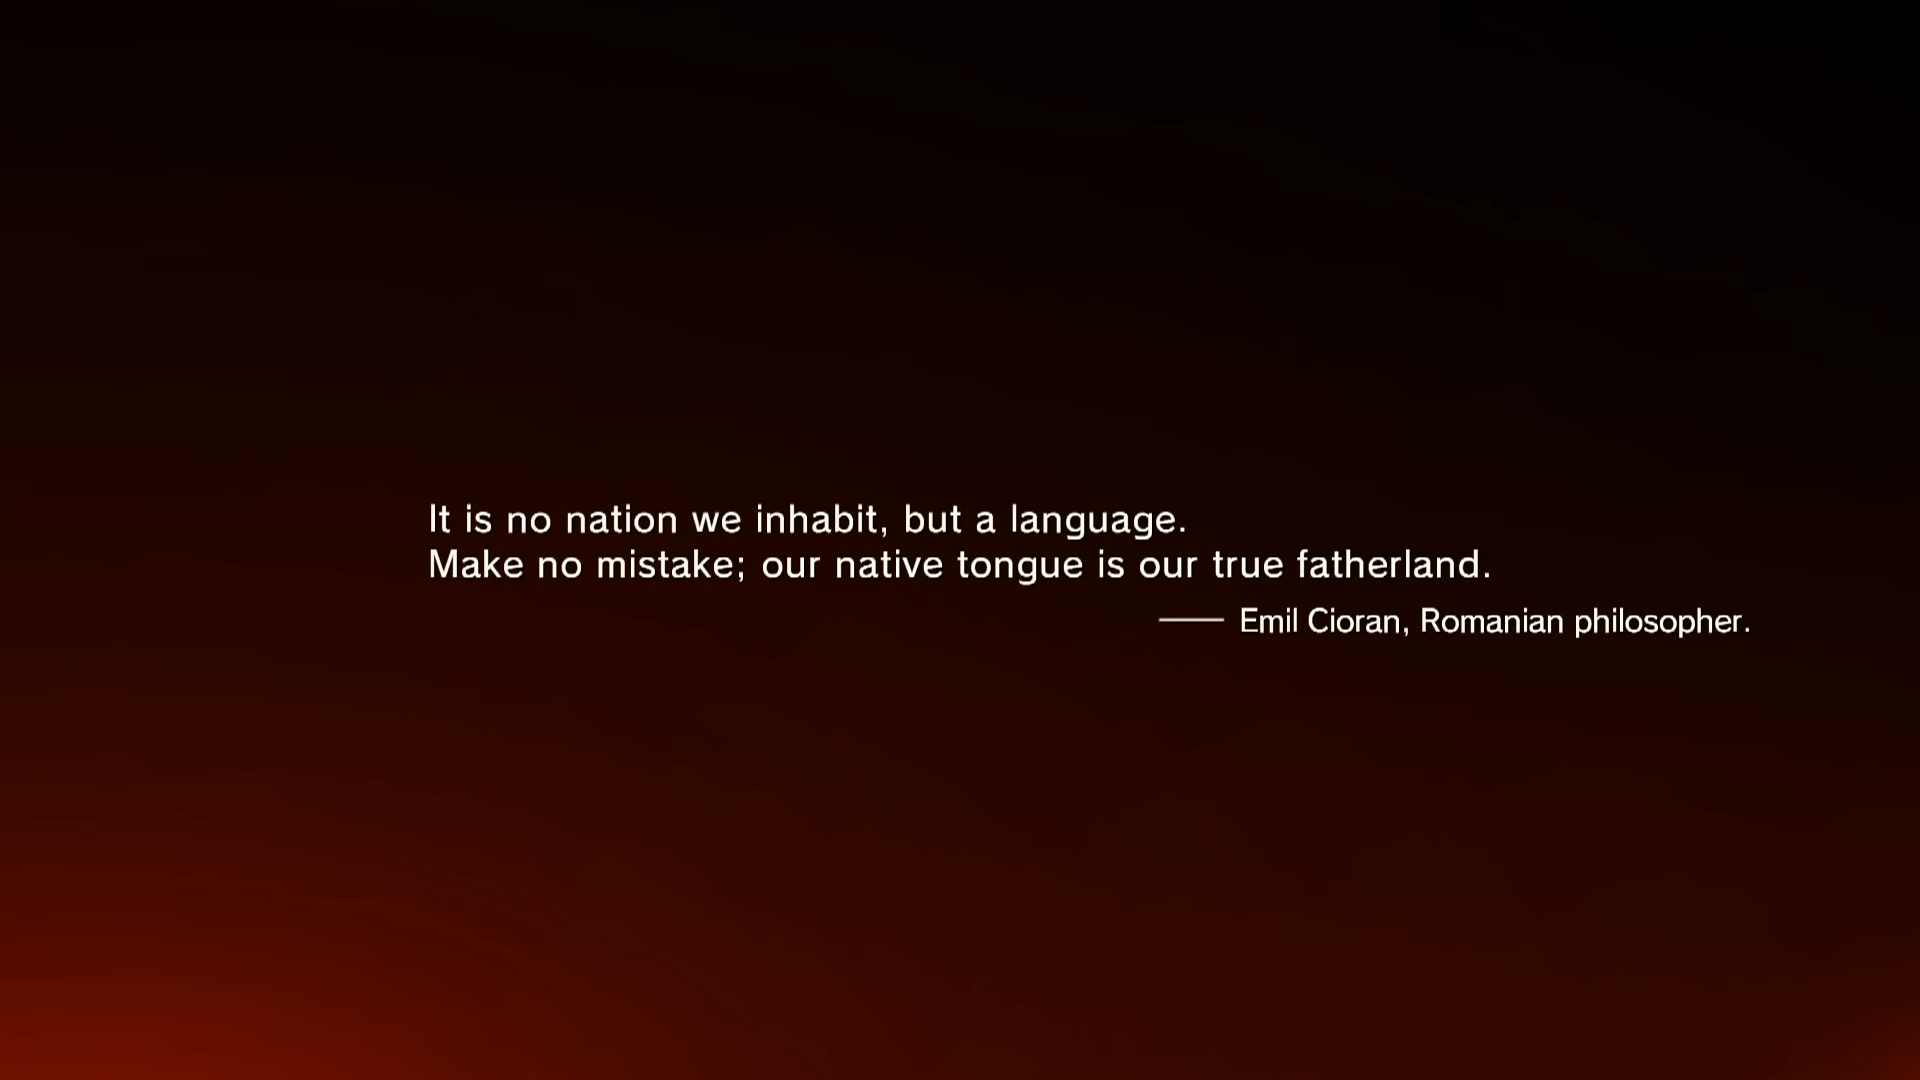 It is no nation we inhabit, but a language.
Make no mistake; our native tongue is our true fatherland.
—— Emil Cioran, Romanian philosopher.